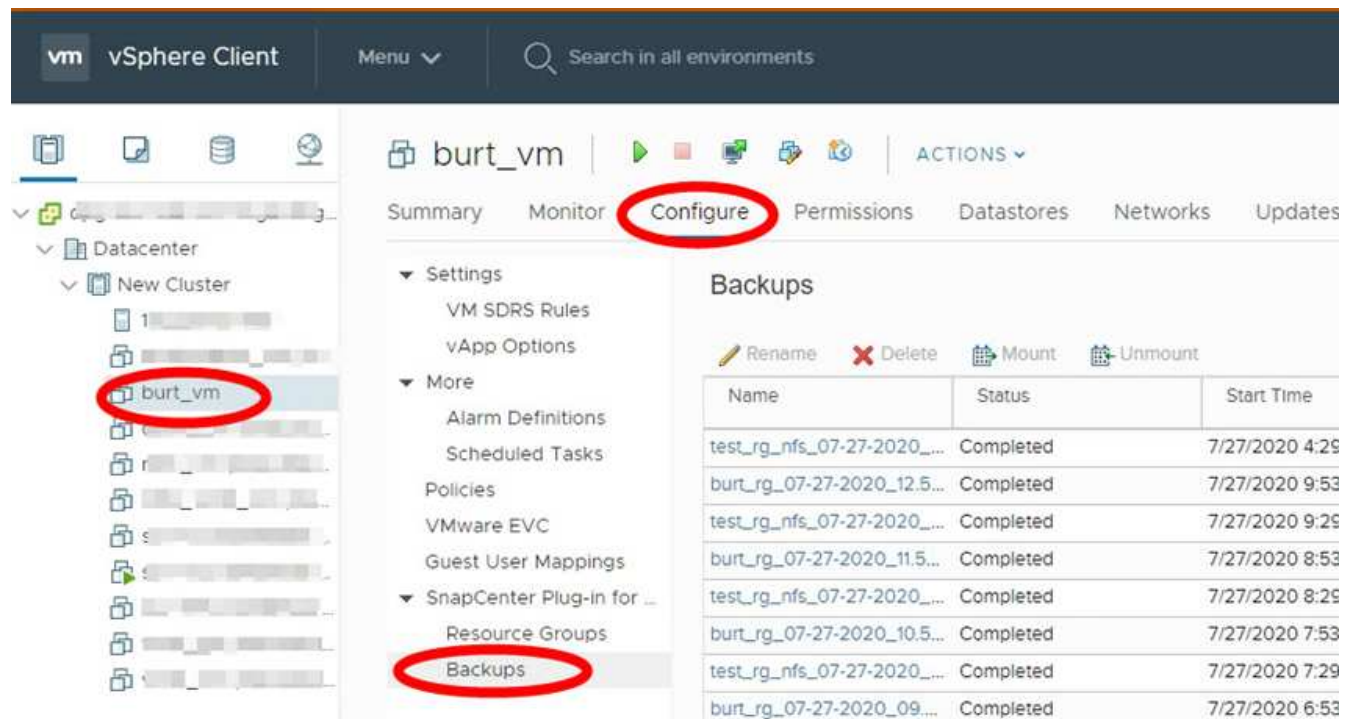 vm vSphere Client Menu Search in all environments
burt_vm ACTIONS
Summary Monitor Configure Permissions Datastores Networks Updates
Datacenter
New Cluster
burt_vm
Settings
VM SDRS Rules
vApp Options
More
Alarm Definitions
Scheduled Tasks
Policies
VMware EVC
Guest User Mappings
SnapCenter Plug-in for ...
Resource Groups
Backups
Backups
Rename Delete Mount Unmount
Name Status Start Time
test_rg_nfs_07-27-2020_... Completed 7/27/2020 4:29
burt_rg_07-27-2020_12.5... Completed 7/27/2020 9:53
test_rg_nfs_07-27-2020_... Completed 7/27/2020 9:29
burt_rg_07-27-2020_11.5... Completed 7/27/2020 8:53
test_rg_nfs_07-27-2020_... Completed 7/27/2020 8:29
burt_rg_07-27-2020_10.5... Completed 7/27/2020 7:53
test_rg_nfs_07-27-2020_... Completed 7/27/2020 7:29
burt_rg_07-27-2020_09.... Completed 7/27/2020 6:53